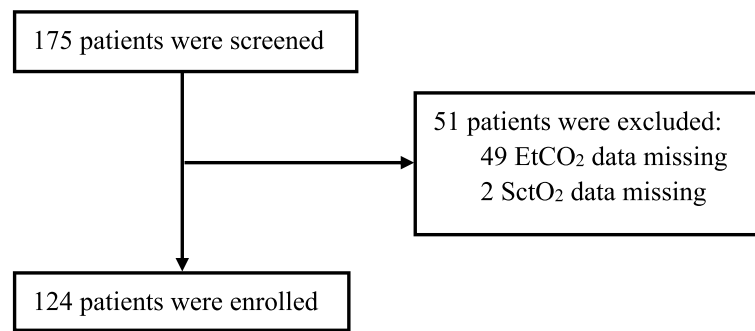 175 patients were screened
51 patients were excluded:
49 EtCO₂ data missing
2 SctO₂ data missing
124 patients were enrolled